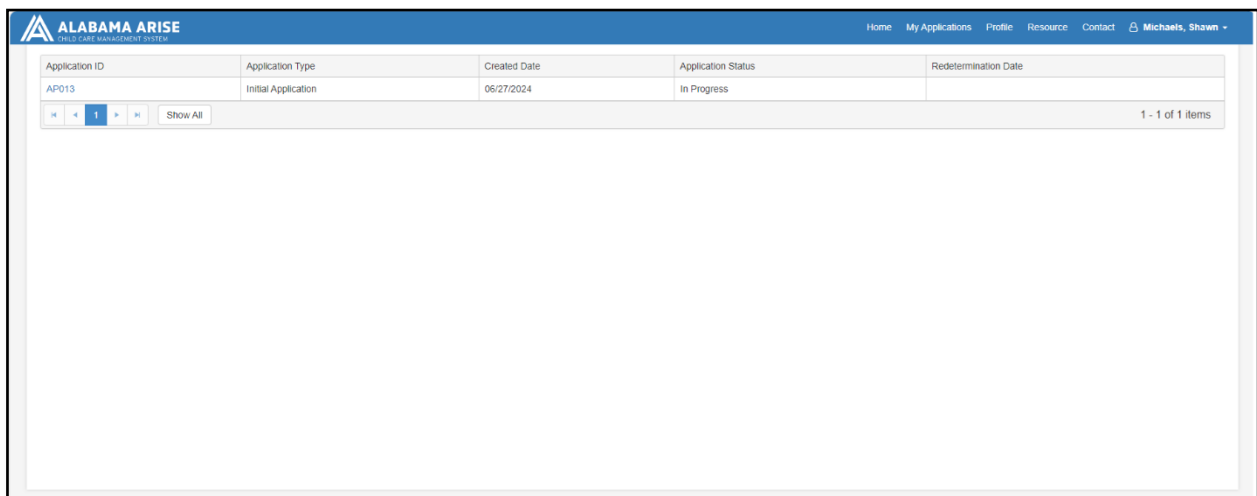 ALABAMA ARISE
CHILD CARE MANAGEMENT SYSTEM
Home My Applications Profile Resource Contact Michaels, Shawn
Application ID Application Type Created Date Application Status Redetermination Date
AP013 Initial Application 06/27/2024 In Progress
1 Show All 1 - 1 of 1 items